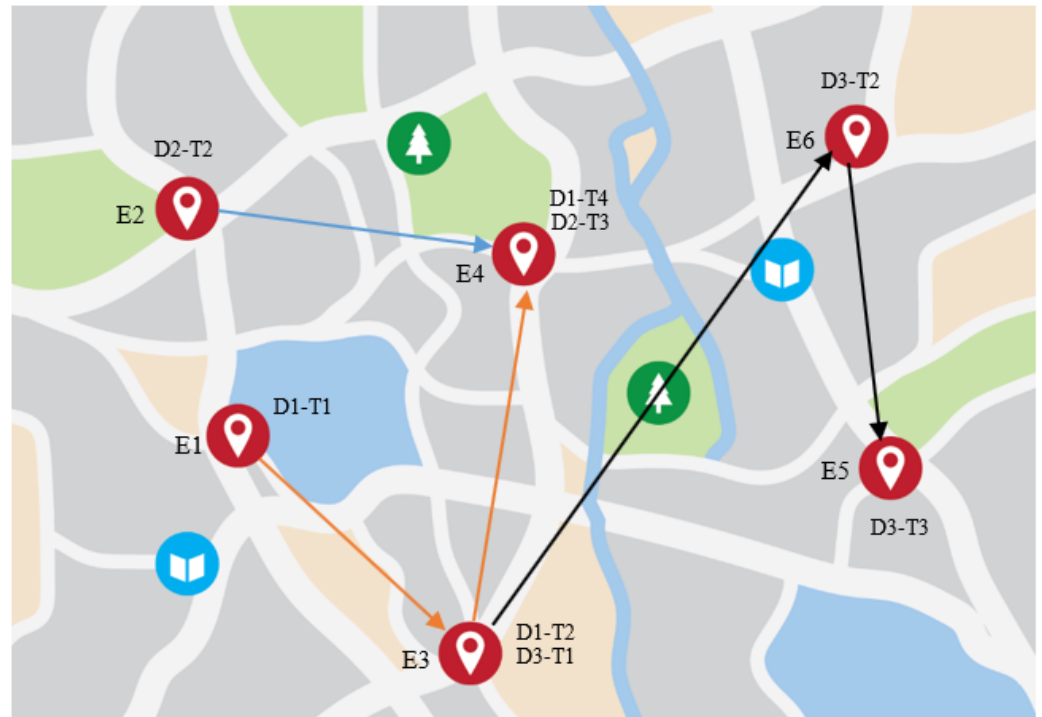 D3-T2
E6
D2-T2
E2
D1-T4
D2-T3
E4
D1-T1
E1
E5
D3-T3
D1-T2
D3-T1
E3